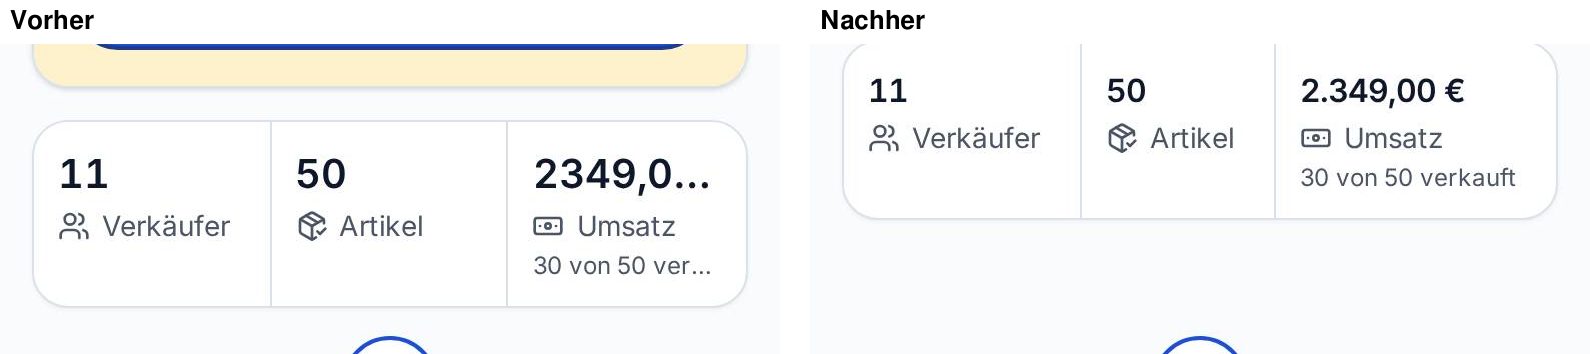 Vorher
11
Verkäufer
50
Artikel
2349,0...
Umsatz
30 von 50 ver...
Nachher
11
Verkäufer
50
Artikel
2.349,00 €
Umsatz
30 von 50 verkauft